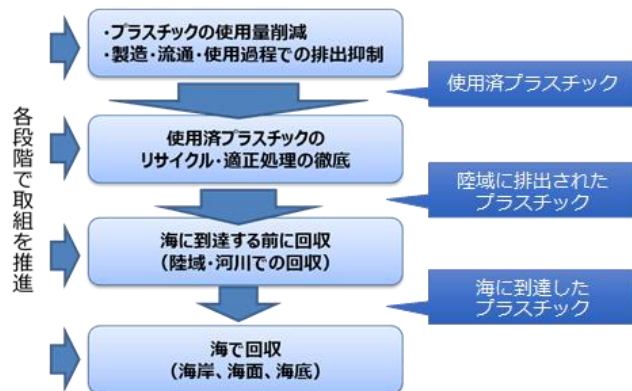 ・プラスチックの使用量削減
・製造・流通・使用過程での排出抑制
使用済プラスチック
使用済プラスチックの
リサイクル・適正処理の徹底
陸域に排出された
プラスチック
海に到達する前に回収
（陸域・河川での回収）
海に到達した
プラスチック
海で回収
（海岸、海面、海底）
各段階で取組を推進